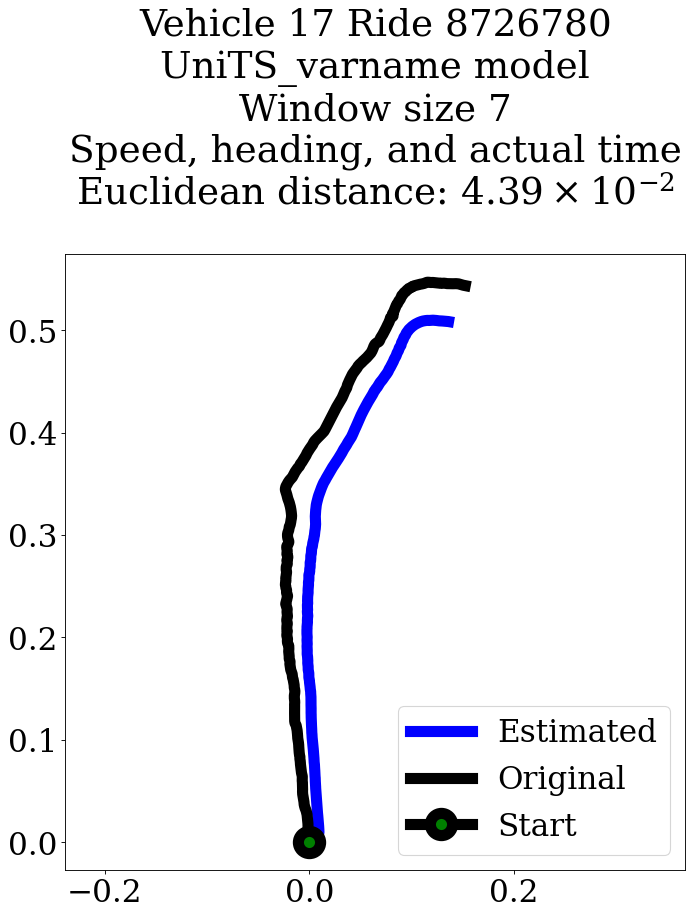 Vehicle 17 Ride 8726780
UniTS_varname model
Window size 7
Speed, heading, and actual time
Euclidean distance: 4.39 × 10⁻²
0.5
0.4
0.3
0.2
0.1
0.0
Estimated
Original
Start
−0.2 0.0 0.2